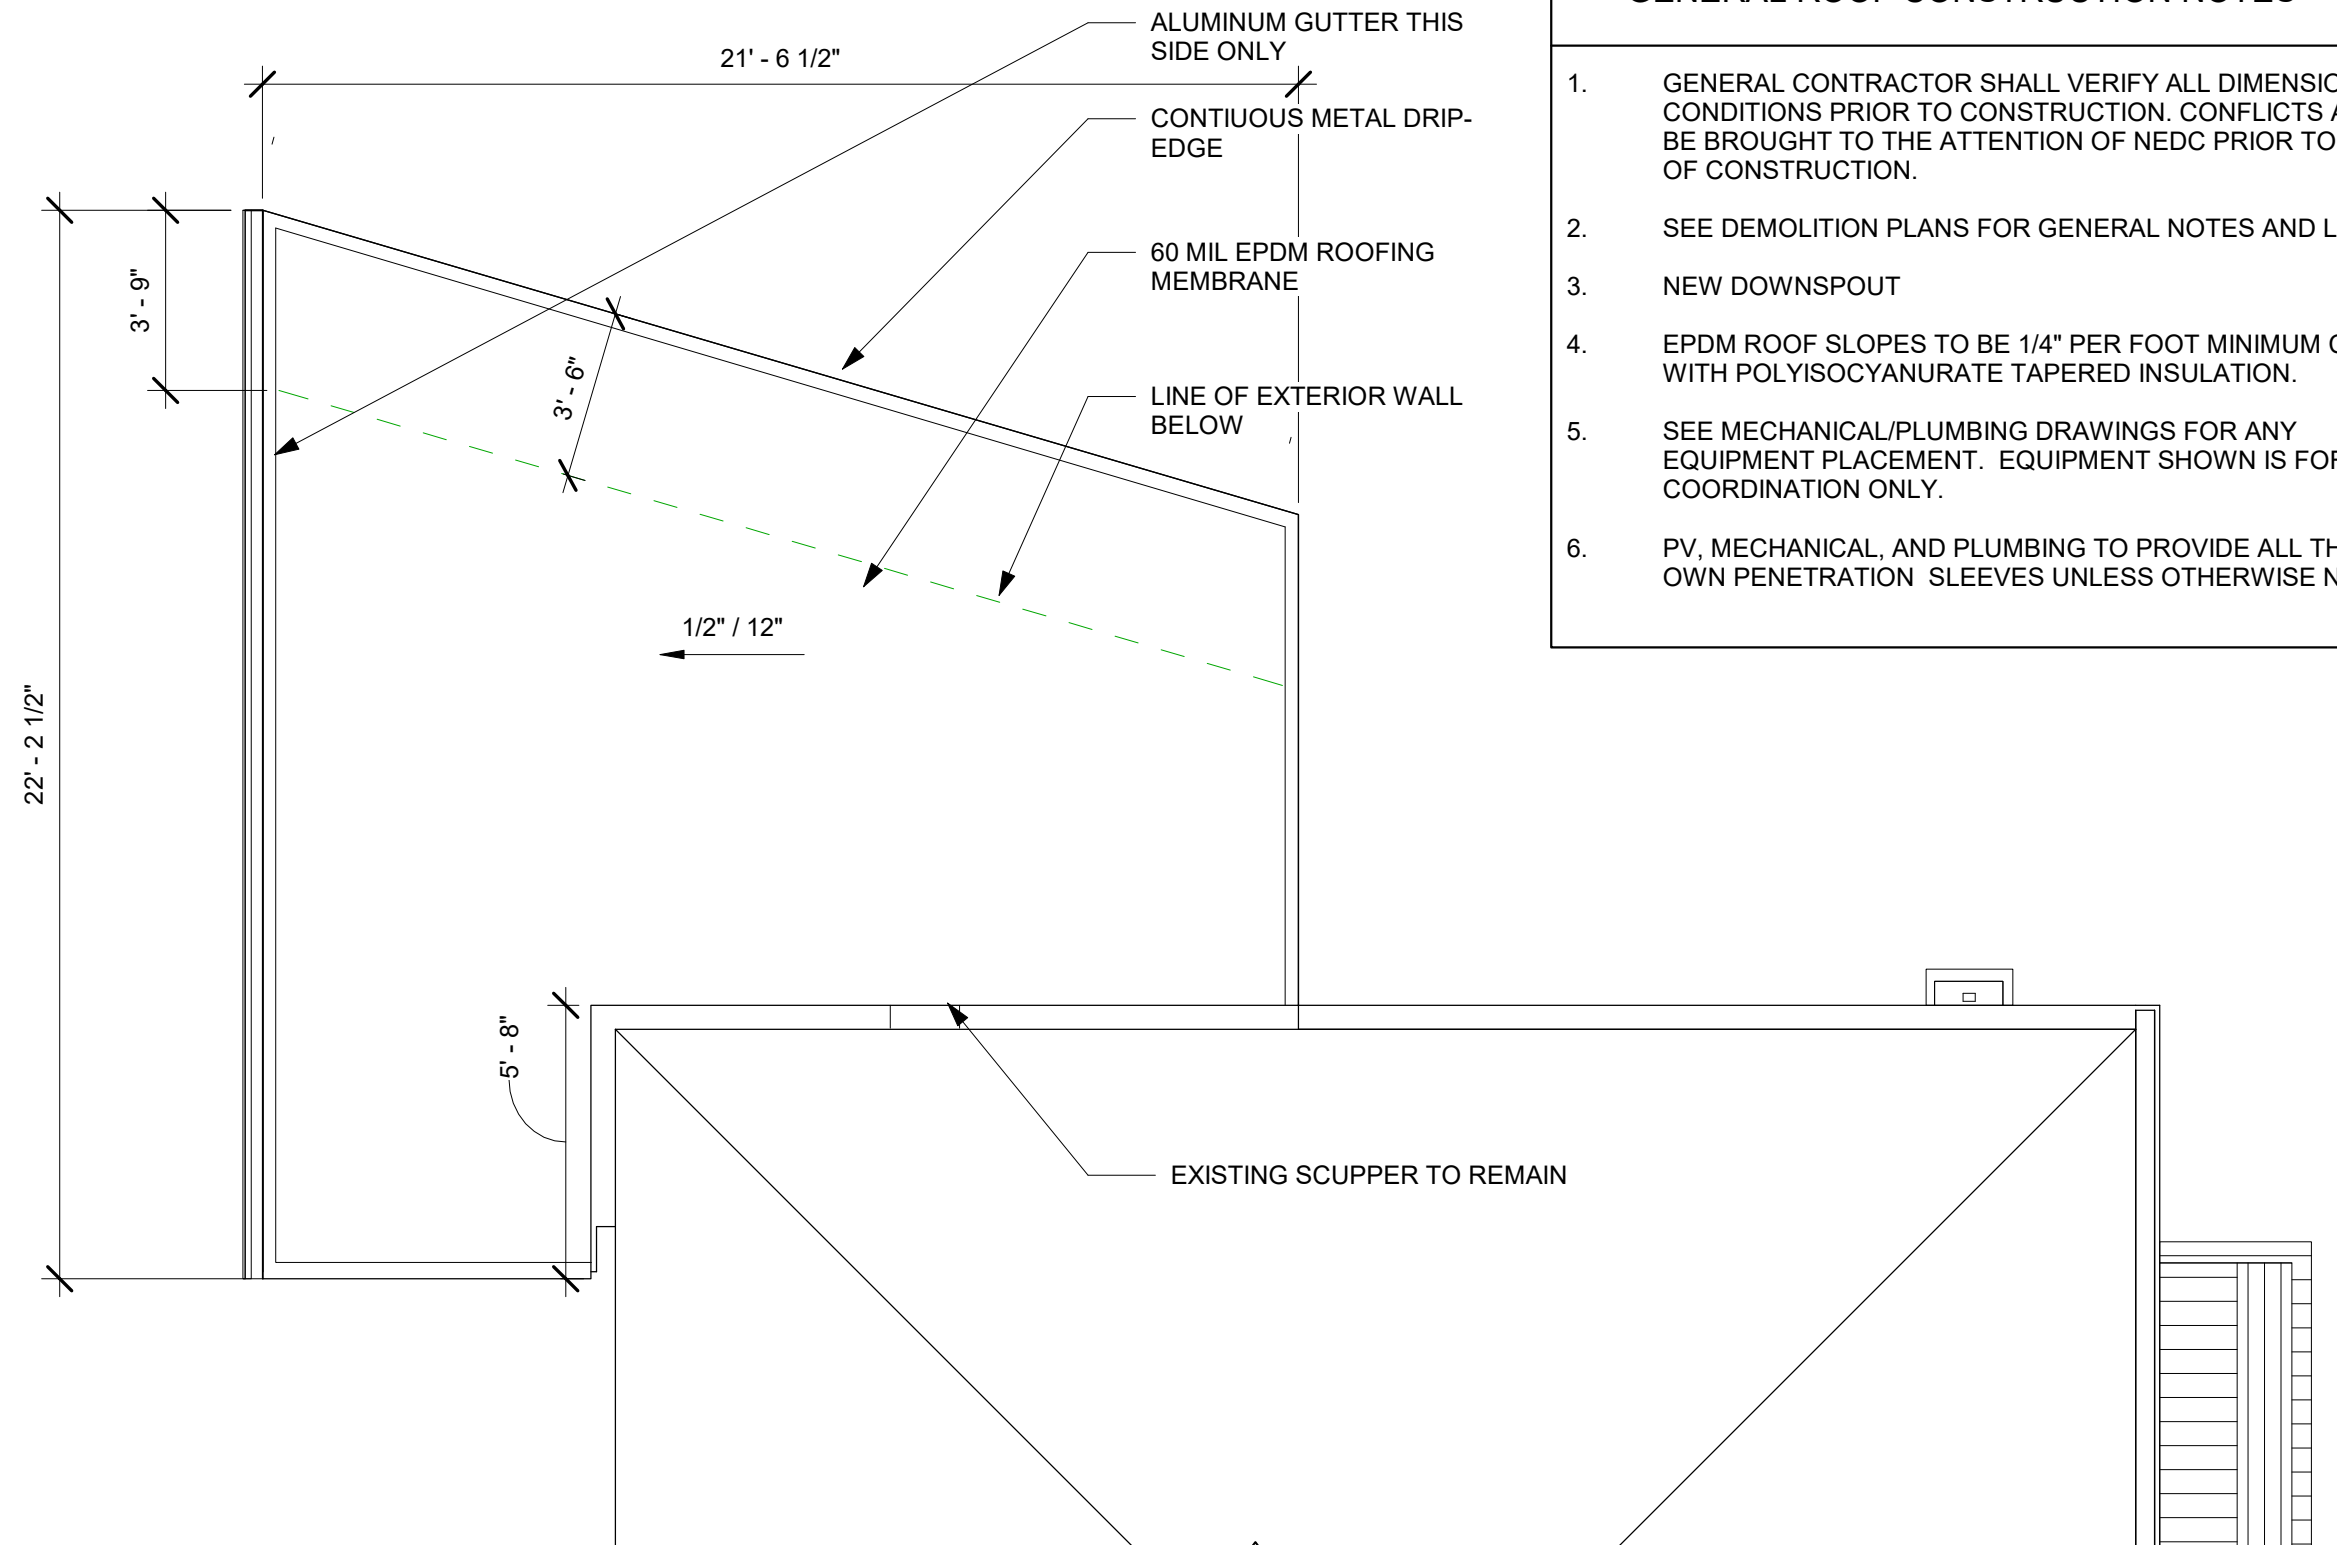 ALUMINUM GUTTER THIS
SIDE ONLY
21' - 6 1/2"
CONTIUOUS METAL DRIP-
EDGE
3' - 9"
60 MIL EPDM ROOFING
MEMBRANE
3' - 6"
LINE OF EXTERIOR WALL
BELOW
1/2" / 12"
22' - 2 1/2"
5' - 8"
EXISTING SCUPPER TO REMAIN
GENERAL ROOF CONSTRUCTION NOTES
1. GENERAL CONTRACTOR SHALL VERIFY ALL
CONDITIONS PRIOR TO CONSTRUCTION. CONFLICTS
BE BROUGHT TO THE ATTENTION OF NEDC PRIOR TO
OF CONSTRUCTION.
2. SEE DEMOLITION PLANS FOR GENERAL NOTES AND
3. NEW DOWNSPOUT
4. EPDM ROOF SLOPES TO BE 1/4" PER FOOT MINIMUM
WITH POLYISOCYANURATE TAPERED INSULATION.
5. SEE MECHANICAL/PLUMBING DRAWINGS FOR ANY
EQUIPMENT PLACEMENT. EQUIPMENT SHOWN IS FOR
COORDINATION ONLY.
6. PV, MECHANICAL, AND PLUMBING TO PROVIDE ALL
OWN PENETRATION SLEEVES UNLESS OTHERWISE